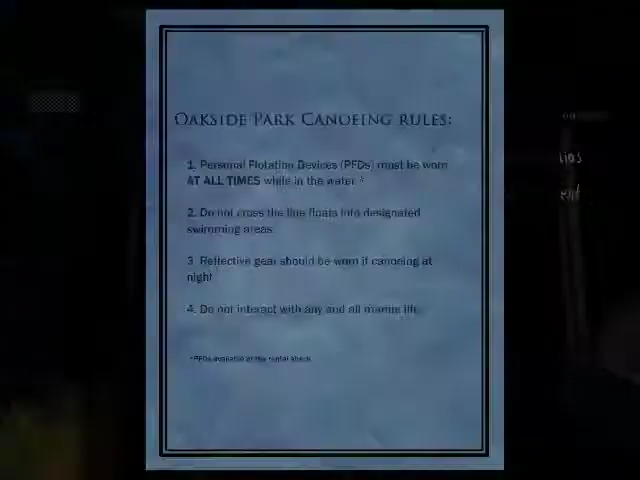 OAKSIDE PARK CANOEING RULES:
1. Personal Flotation Devices (PFDs) must be worn
AT ALL TIMES while in the water.*
2. Do not cross the line floats into designated
swimming areas.
3. Reflective gear should be worn if canoeing at
night
4. Do not interact with any and all marine life.
*PFDs available at the rental shack.